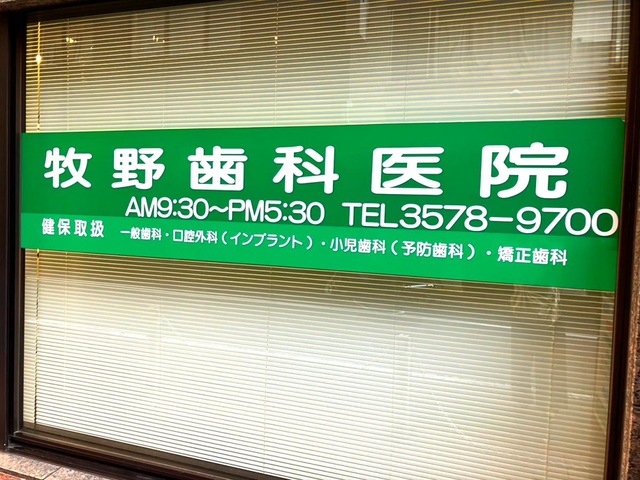 牧野歯科医院
AM9:30〜PM5:30 TEL3578-9700
健保取扱 一般歯科・口腔外科(インプラント)・小児歯科(予防歯科)・矯正歯科